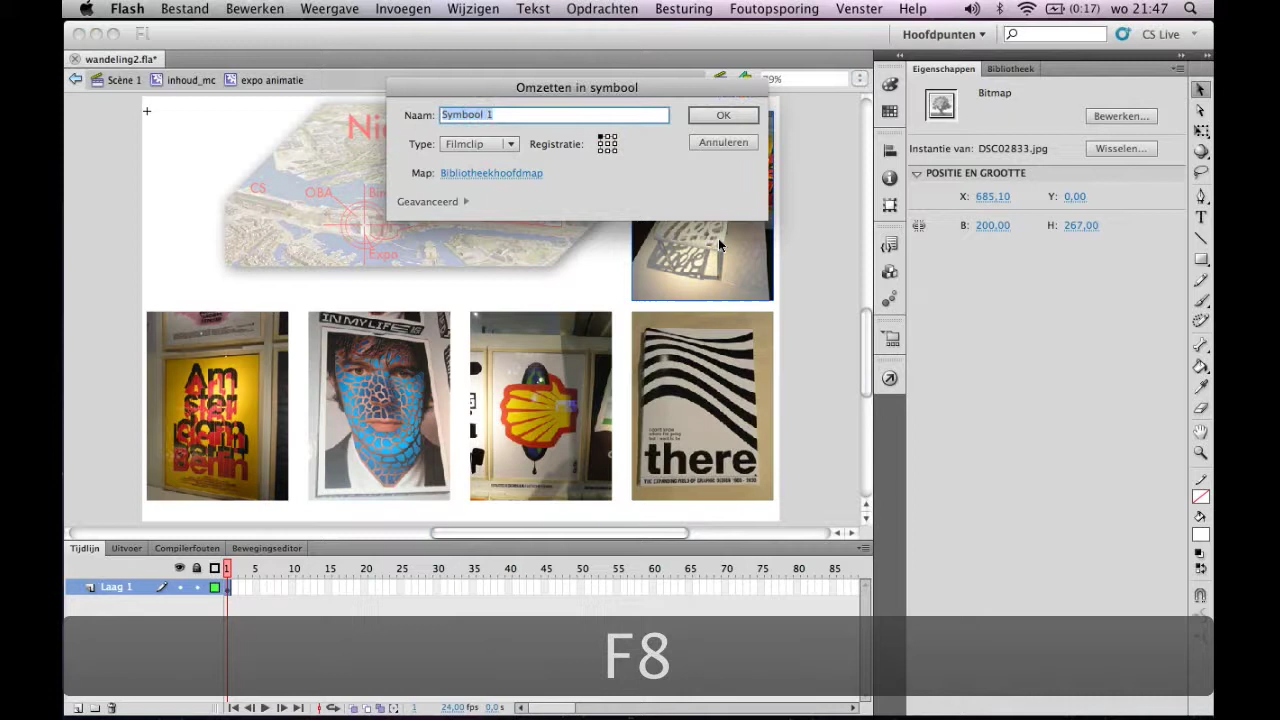 Flash Bestand Bewerken Weergave Invoegen Wijzigen Tekst Opdrachten Besturing Foutopsporing Venster Help (0:17) wo 21:47
Fl Hoofdpunten CS Live
wandeling2.fla*
Scène 1 inhoud_mc expo animatie
Omzetten in symbool
Naam: Symbool 1 OK
Type: Filmclip Registratie: Annuleren
Map: Bibliotheekhoofdmap
Geavanceerd
Eigenschappen Bibliotheek
Bitmap
Bewerken...
Instantie van: DSC02833.jpg Wisselen...
POSITIE EN GROOTTE
X: 685,10 Y: 0,00
B: 200,00 H: 267,00
CS OBA
Expo
IN MY LIFE
Am
ster
dam
Berlin
there
Tijdlijn Uitvoer Compilerfouten Bewegingseditor
1 5 10 15 20 25 30 35 40 45 50 55 60 65 70 75 80 85
Laag 1
F8
1 24,00 fps 0,0 s